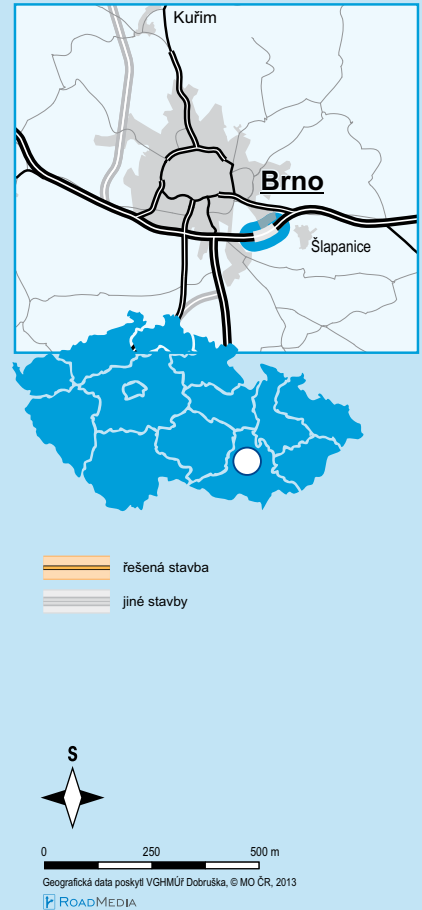 Kuřim
Brno
Šlapanice
řešená stavba
jiné stavby
S
0 250 500 m
Geografická data poskytl VGHMÚř Dobruška, © MO ČR, 2013
ROADMEDIA